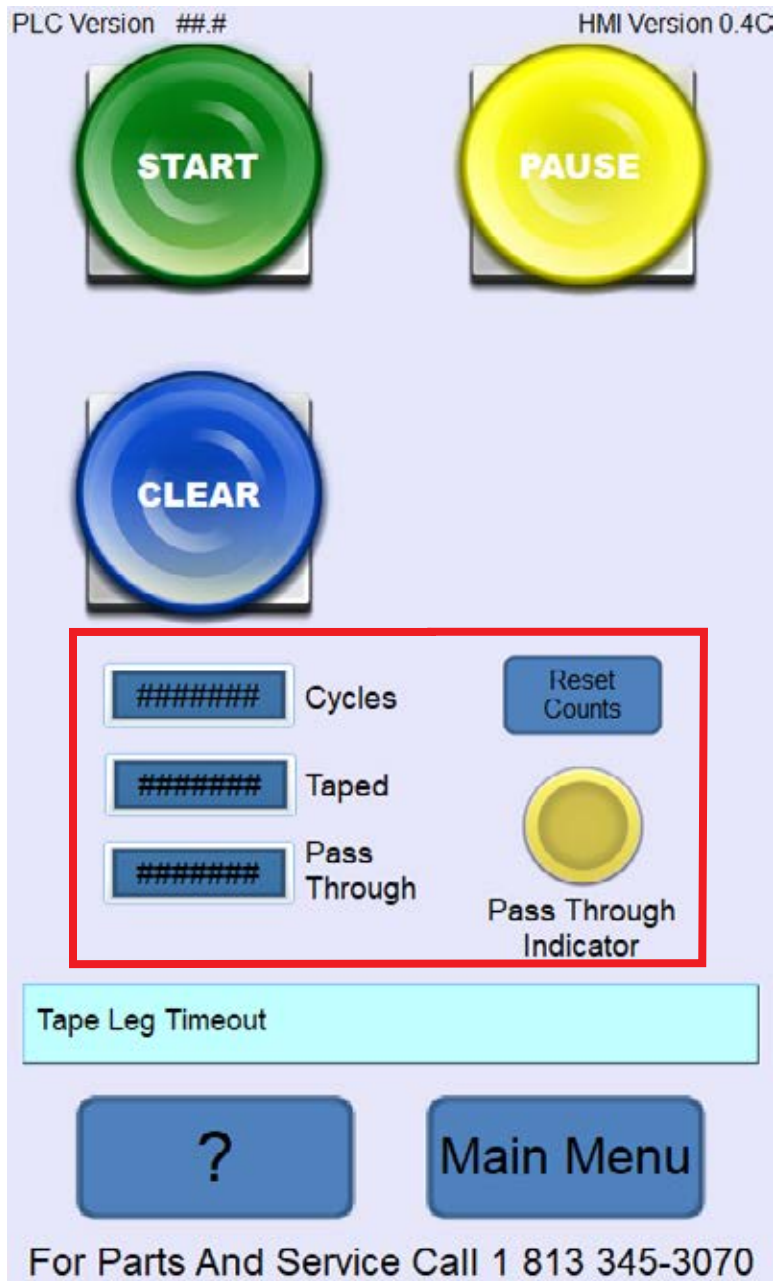 PLC Version ##.#
HMI Version 0.4C
START
PAUSE
CLEAR
####### Cycles
Reset
Counts
####### Taped
####### Pass
Through
Pass Through
Indicator
Tape Leg Timeout
?
Main Menu
For Parts And Service Call 1 813 345-3070